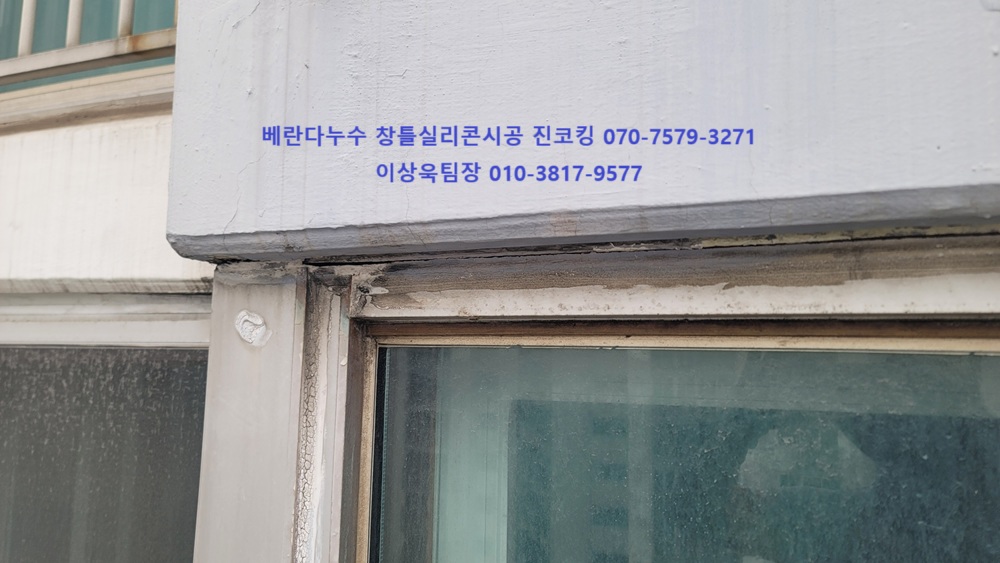 베란다누수 창틀실리콘시공 진코킹 070-7579-3271
이상욱팀장 010-3817-9577